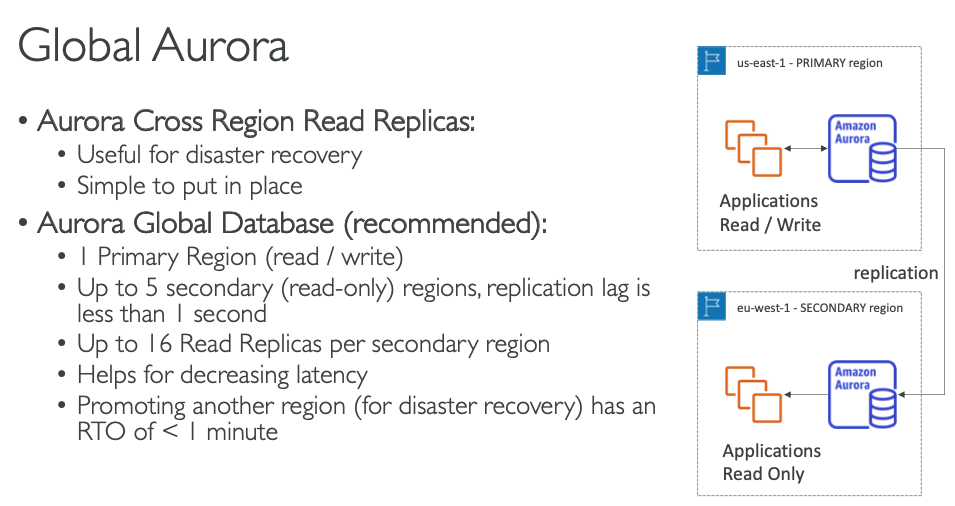 Global Aurora
• Aurora Cross Region Read Replicas:
• Useful for disaster recovery
• Simple to put in place
• Aurora Global Database (recommended):
• 1 Primary Region (read / write)
• Up to 5 secondary (read-only) regions, replication lag is
less than 1 second
• Up to 16 Read Replicas per secondary region
• Helps for decreasing latency
• Promoting another region (for disaster recovery) has an
RTO of < 1 minute
us-east-1 - PRIMARY region
Amazon
Aurora
Applications
Read / Write
replication
eu-west-1 - SECONDARY region
Amazon
Aurora
Applications
Read Only